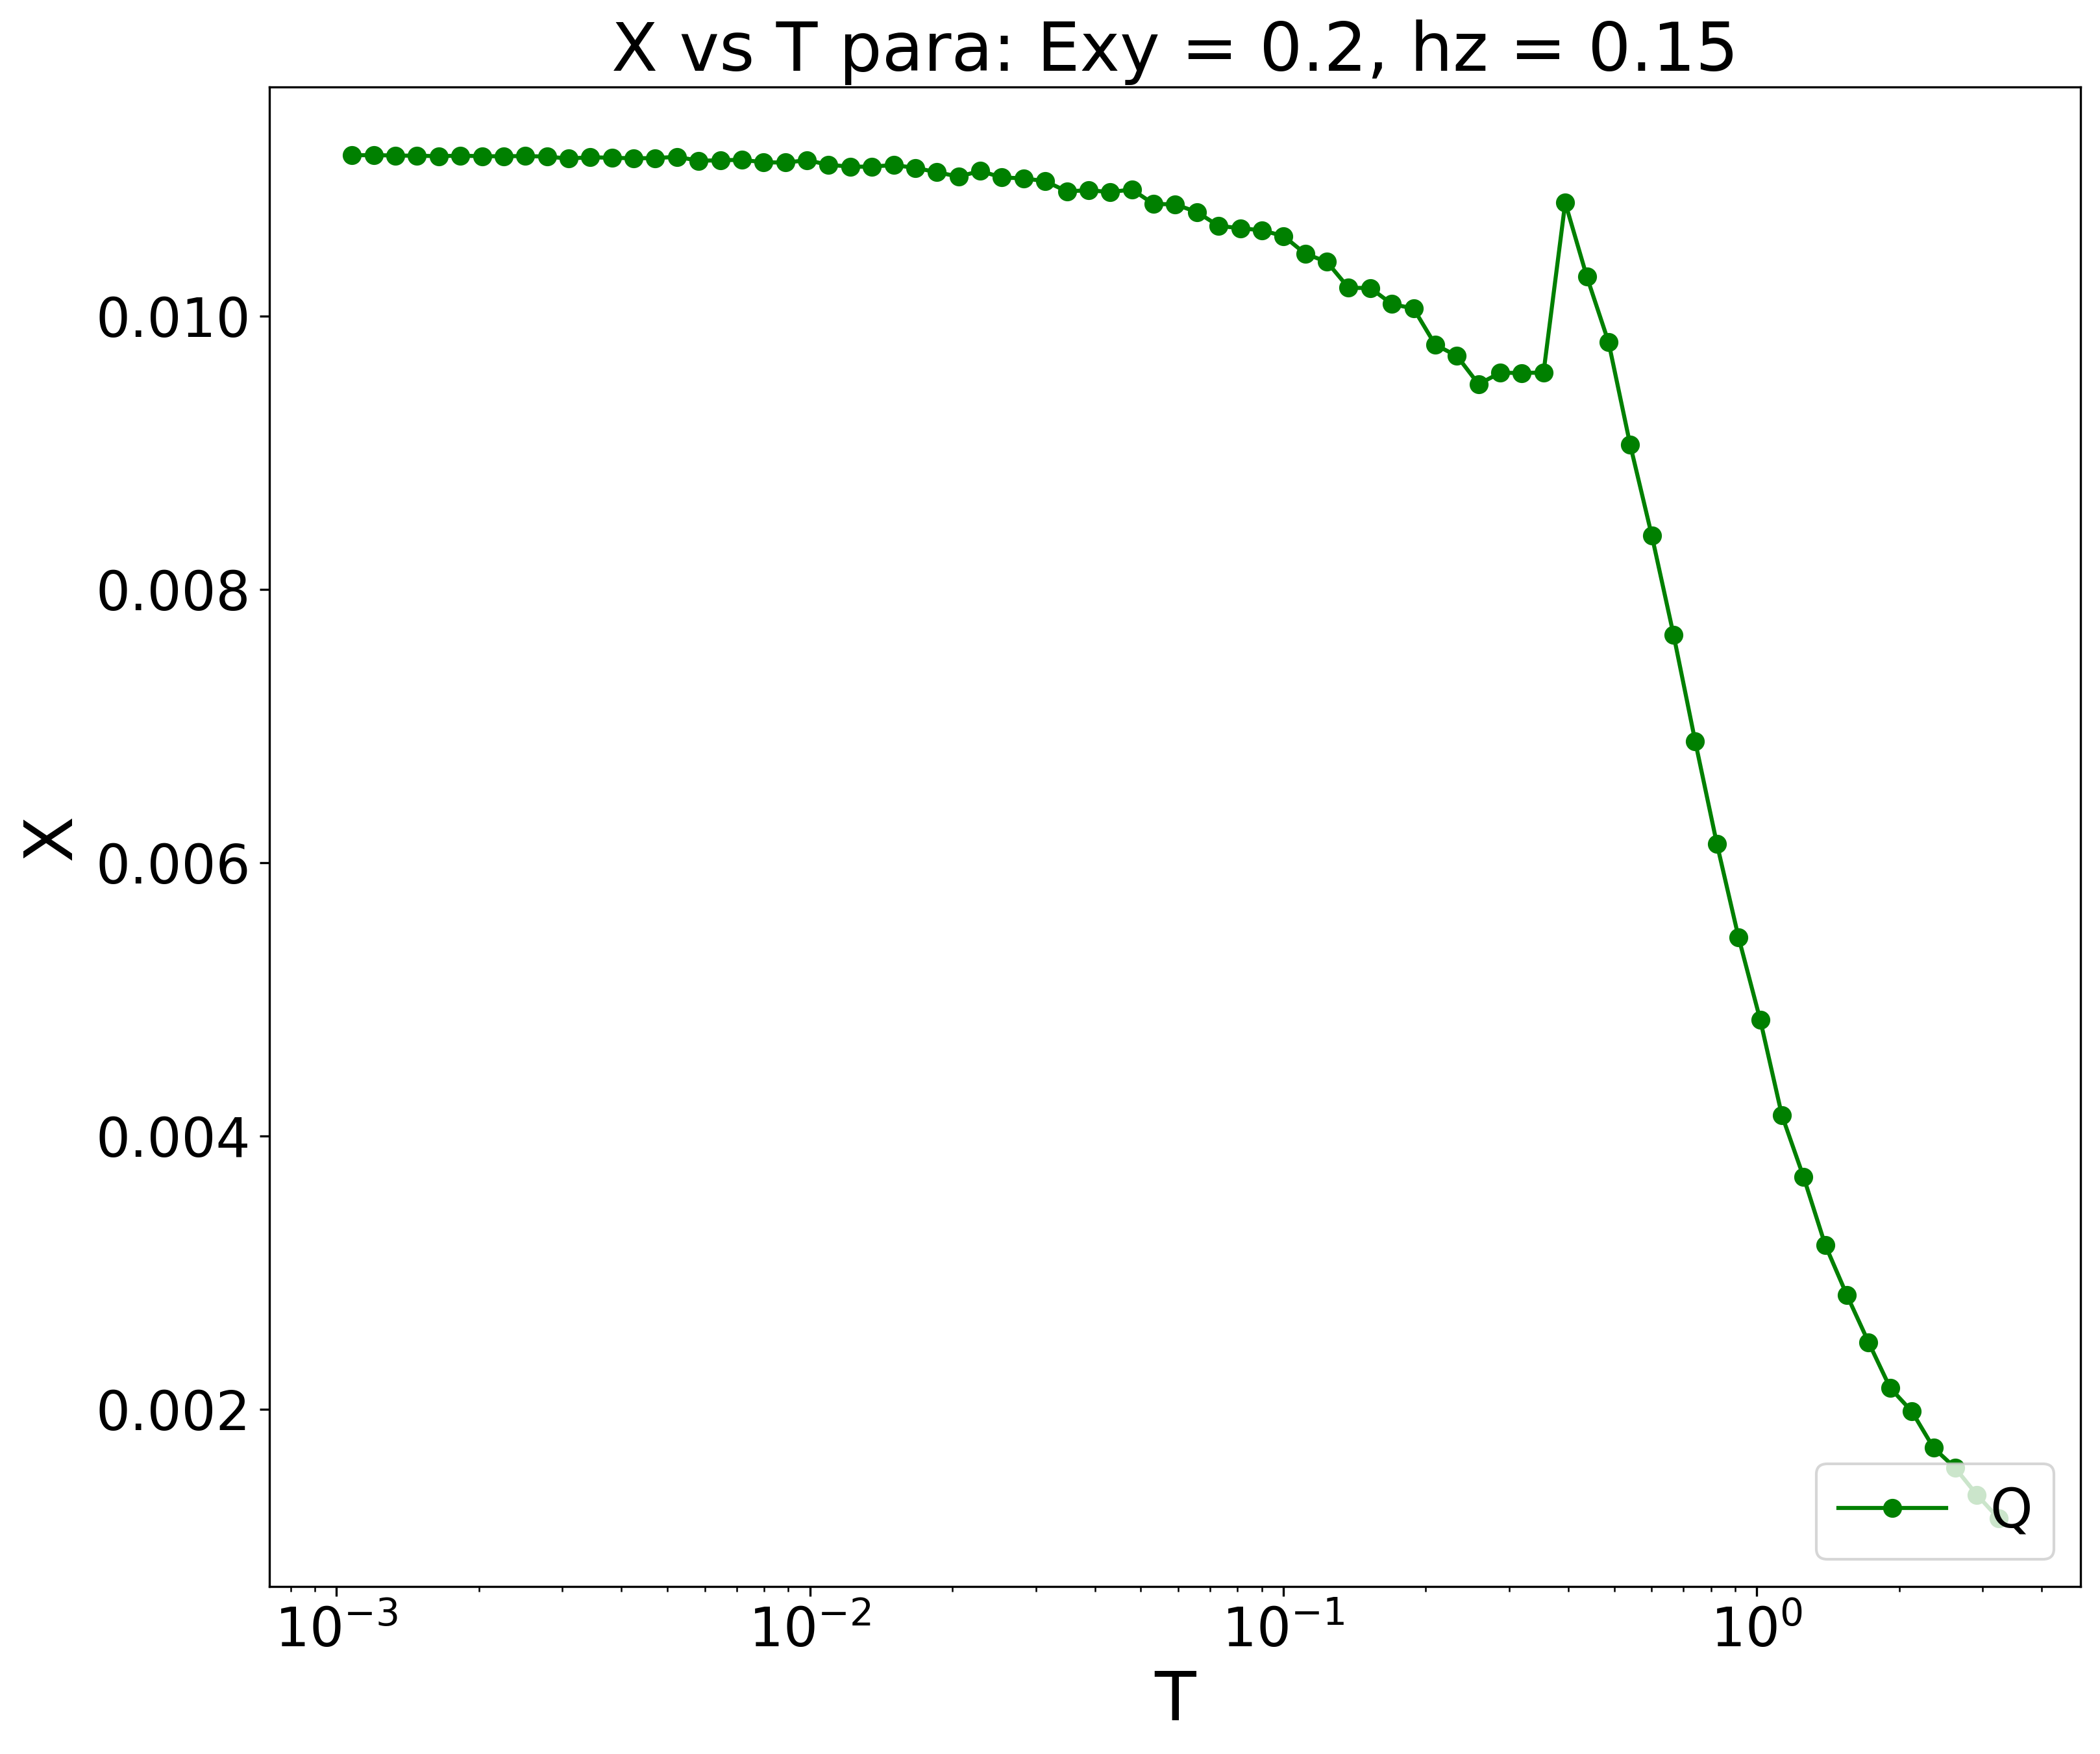 X vs T para: Exy = 0.2, hz = 0.15
X
0.010
0.008
0.006
0.004
0.002
Q
10⁻³ 10⁻² 10⁻¹ 10⁰
T